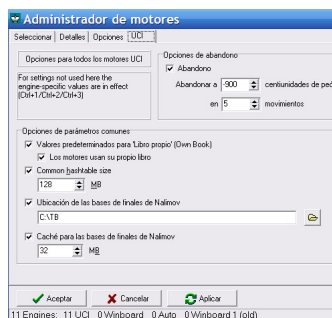 Administrador de motores
Seleccionar Detalles Opciones UCI
Opciones para todos los motores UCI
For settings not used here the
engine-specific values are in effect
(Ctrl+1/Ctrl+2/Ctrl+3)
Opciones de abandono
Abandono
Abandonar a -900 centiunidades de peó
en 5 movimientos
Opciones de parámetros comunes
Valores predeterminados para 'Libro propio' (Own Book)
Los motores usan su propio libro
Common hashtable size
128 MB
Ubicación de las bases de finales de Nalimov
C:\TB
Caché para las bases de finales de Nalimov
32 MB
Aceptar Cancelar Aplicar
11 Engines: 11 UCI 0 Winboard 0 Auto 0 Winboard 1 (old)